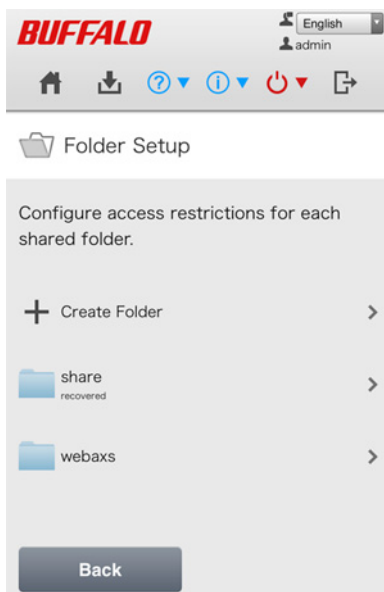 BUFFALO
English
admin
Folder Setup
Configure access restrictions for each
shared folder.
Create Folder
share
recovered
webaxs
Back